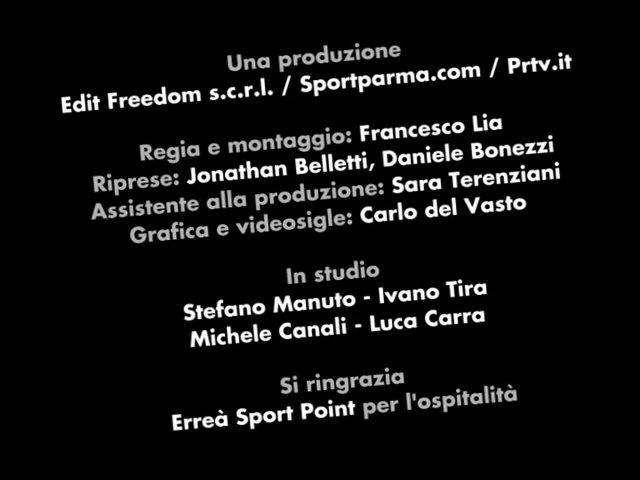 Una produzione
Edit Freedom s.c.r.l. / Sportparma.com / Prtv.it
Regia e montaggio: Francesco Lia
Riprese: Jonathan Belletti, Daniele Bonezzi
Assistente alla produzione: Sara Terenziani
Grafica e videosigle: Carlo del Vasto
In studio
Stefano Manuto - Ivano Tira
Michele Canali - Luca Carra
Si ringrazia
Erreà Sport Point per l'ospitalità